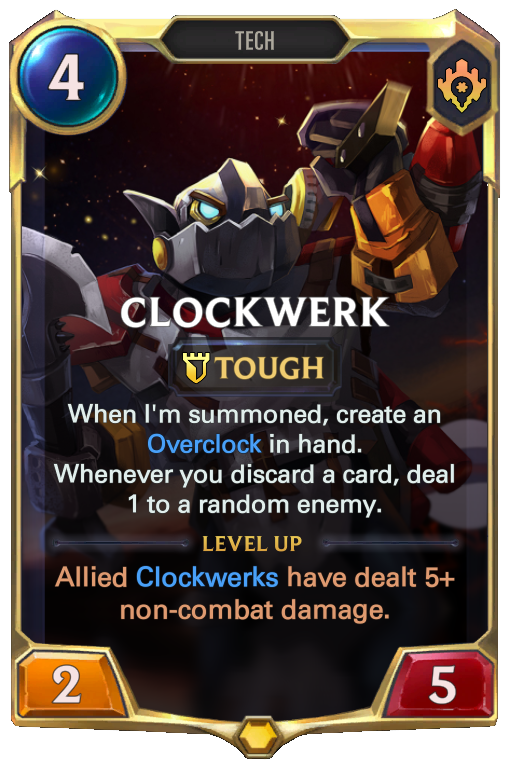 TECH
4
CLOCKWERK
TOUGH
When I'm summoned, create an
Overclock in hand.
Whenever you discard a card, deal
1 to a random enemy.
LEVEL UP
Allied Clockwerks have dealt 5+
non-combat damage.
2
5